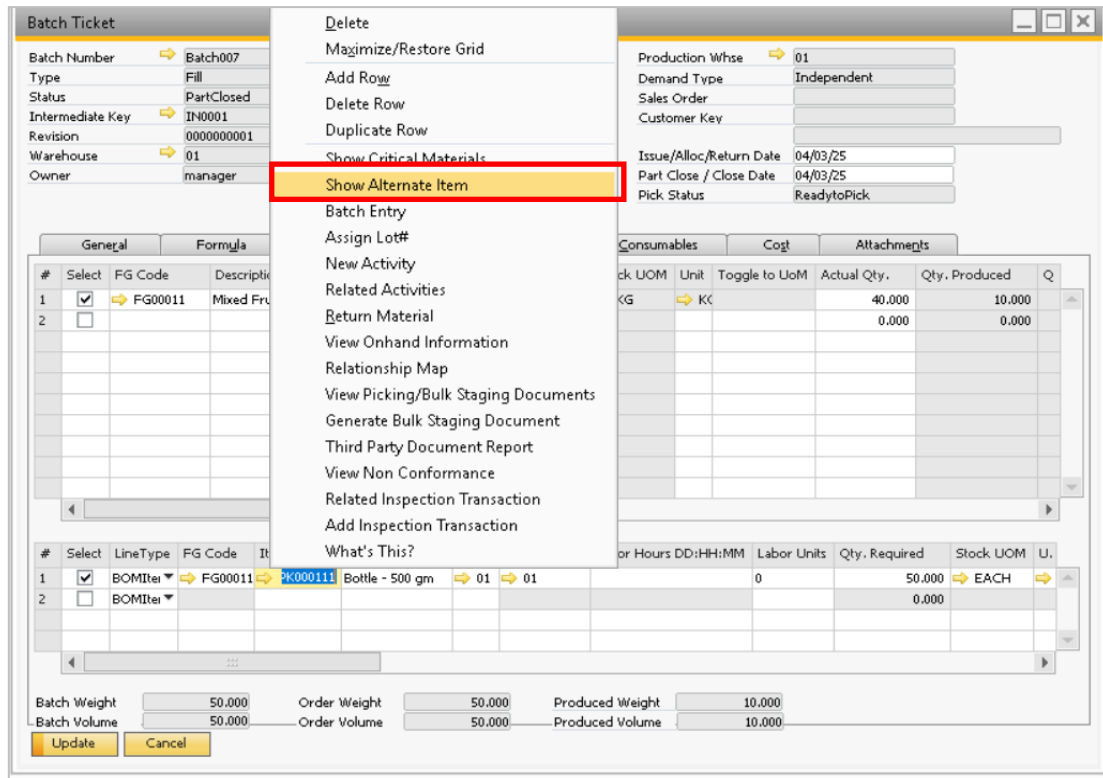 Batch Ticket
Batch Number Batch007
Type Fill
Status PartClosed
Intermediate Key IN0001
Revision 0000000001
Warehouse 01
Owner manager
Production Whse 01
Demand Type Independent
Sales Order
Customer Key
Issue/Alloc/Return Date 04/03/25
Part Close / Close Date 04/03/25
Pick Status ReadytoPick
Delete
Maximize/Restore Grid
Add Row
Delete Row
Duplicate Row
Show Critical Materials
Show Alternate Item
Batch Entry
Assign Lot#
New Activity
Related Activities
Return Material
View Onhand Information
Relationship Map
View Picking/Bulk Staging Documents
Generate Bulk Staging Document
Third Party Document Report
View Non Conformance
Related Inspection Transaction
Add Inspection Transaction
What's This?
General Formula Consumables Cost Attachments
# Select FG Code Descriptic ck UOM Unit Toggle to UoM Actual Qty. Qty. Produced Q
1 FG00011 Mixed Fru KG 40.000 10.000
2 0.000 0.000
# Select LineType FG Code It or Hours DD:HH:MM Labor Units Qty. Required Stock UOM U.
1 BOMIter FG00011 PK000111 Bottle - 500 gm 01 01 0 50.000 EACH
2 BOMIter 0.000
Batch Weight 50.000 Order Weight 50.000 Produced Weight 10.000
Batch Volume 50.000 Order Volume 50.000 Produced Volume 10.000
Update Cancel